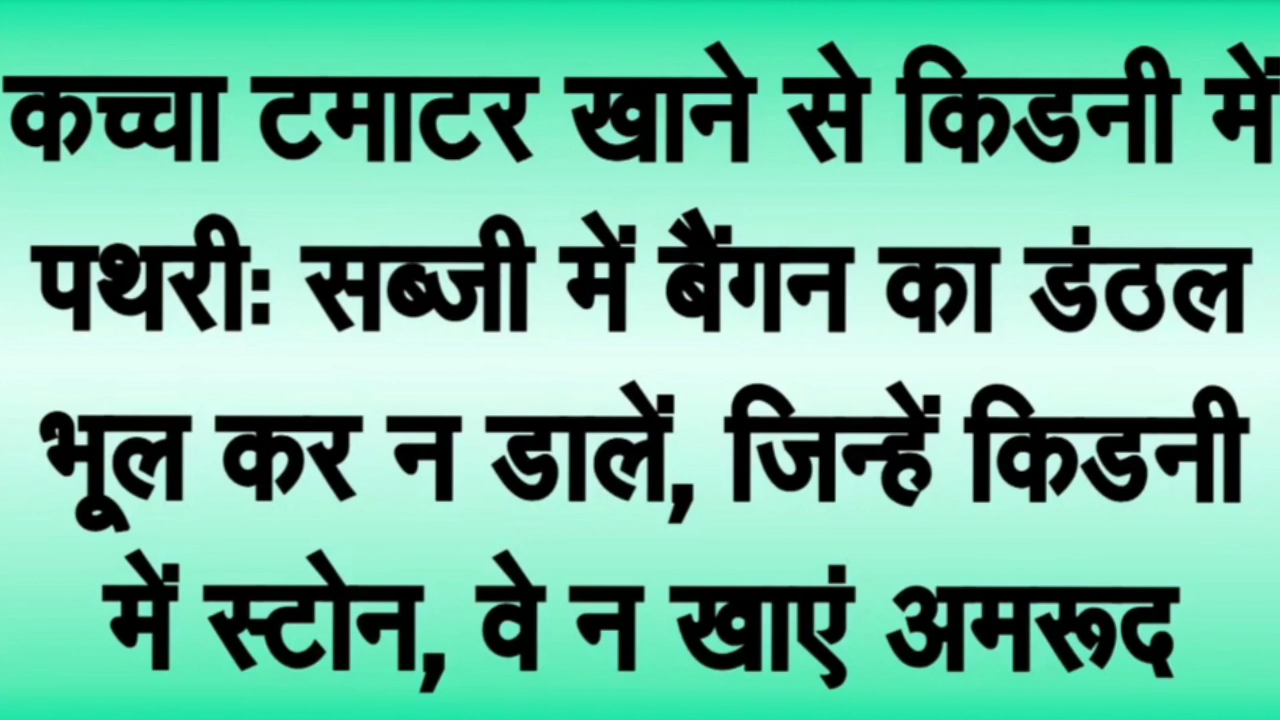 कच्चा टमाटर खाने से किडनी में
पथरीः सब्जी में बैंगन का डंठल
भूल कर न डालें, जिन्हें किडनी
में स्टोन, वे न खाएं अमरूद